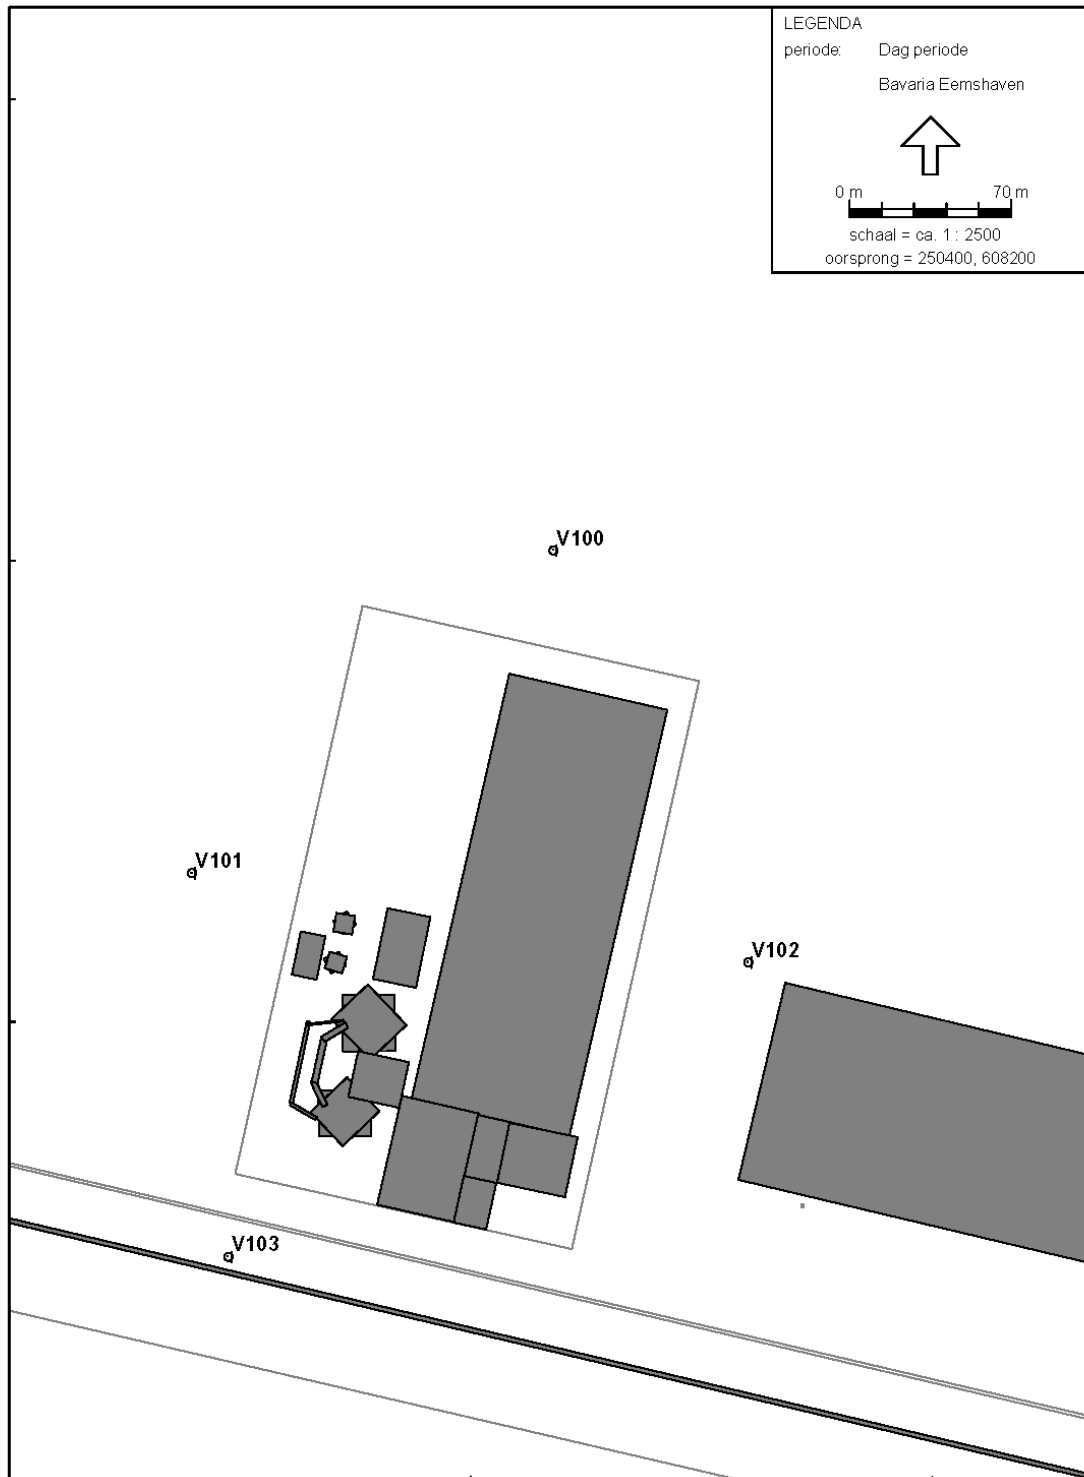 LEGENDA
periode: Dag periode
Bavaria Eemshaven
0 m 70 m
schaal = ca. 1 : 2500
oorsprong = 250400, 608200
V100
V101
V102
V103